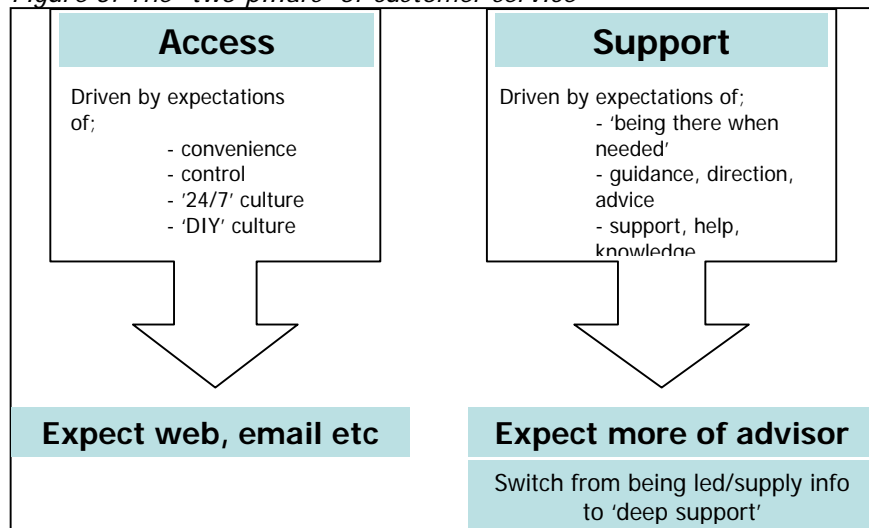 Access
Driven by expectations
of;
- convenience
- control
- '24/7' culture
- 'DIY' culture
Expect web, email etc
Support
Driven by expectations of;
- 'being there when
needed'
- guidance, direction,
advice
- support, help,
knowledge
Expect more of advisor
Switch from being led/supply info
to 'deep support'